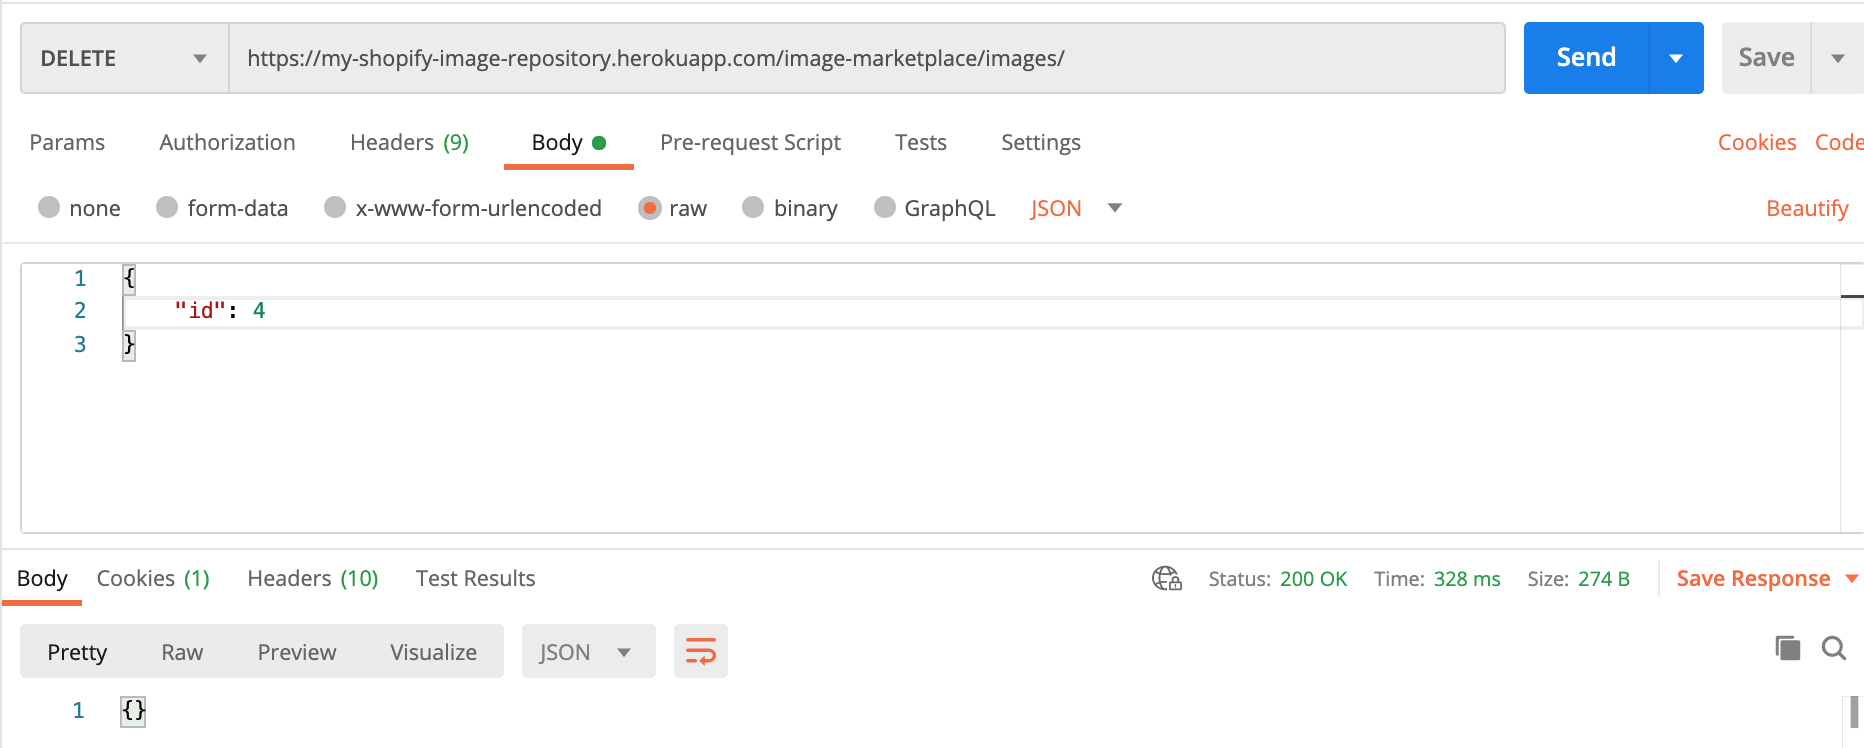 DELETE https://my-shopify-image-repository.herokuapp.com/image-marketplace/images/ Send Save
Params Authorization Headers (9) Body Pre-request Script Tests Settings Cookies Code
none form-data x-www-form-urlencoded raw binary GraphQL JSON Beautify
1 {
2 "id": 4
3 }
Body Cookies (1) Headers (10) Test Results Status: 200 OK Time: 328 ms Size: 274 B Save Response
Pretty Raw Preview Visualize JSON
1 {}